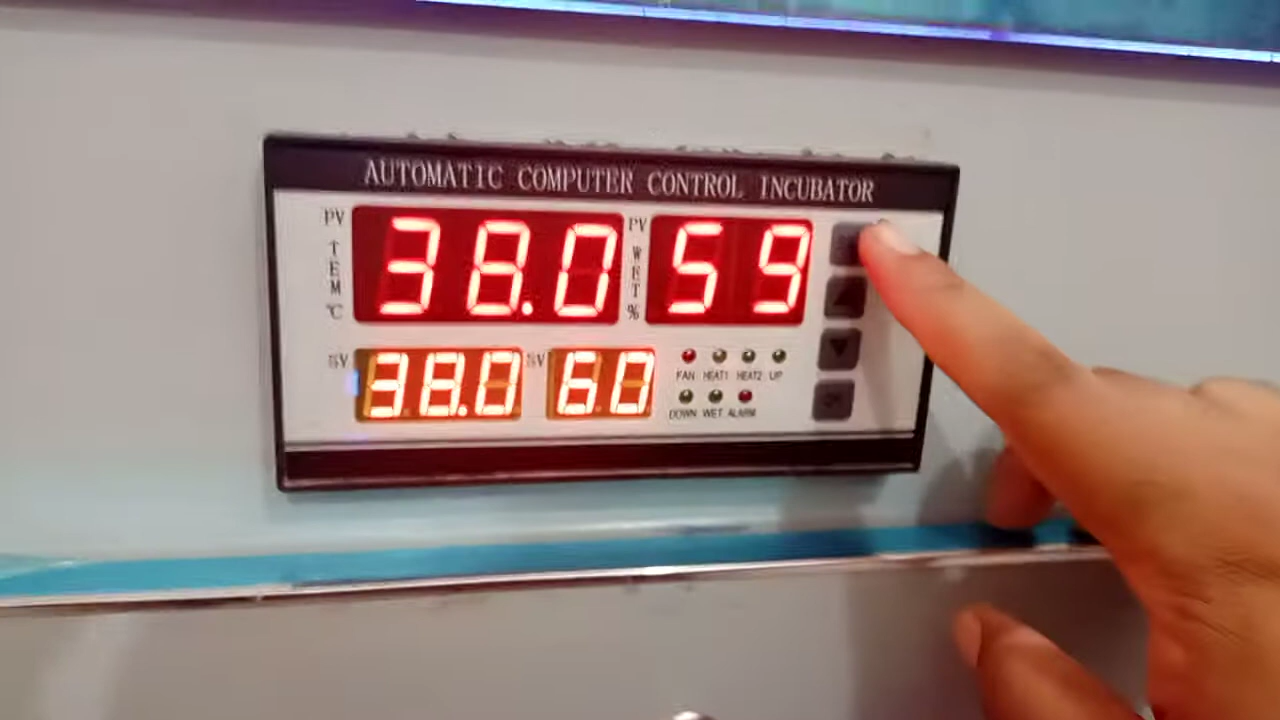 AUTOMATIC COMPUTER CONTROL INCUBATOR
PV TEM °C 38.0 PV WET % 59
SV 38.0 SV 60
FAN HEAT1 HEAT2 UP
DOWN WET ALARM